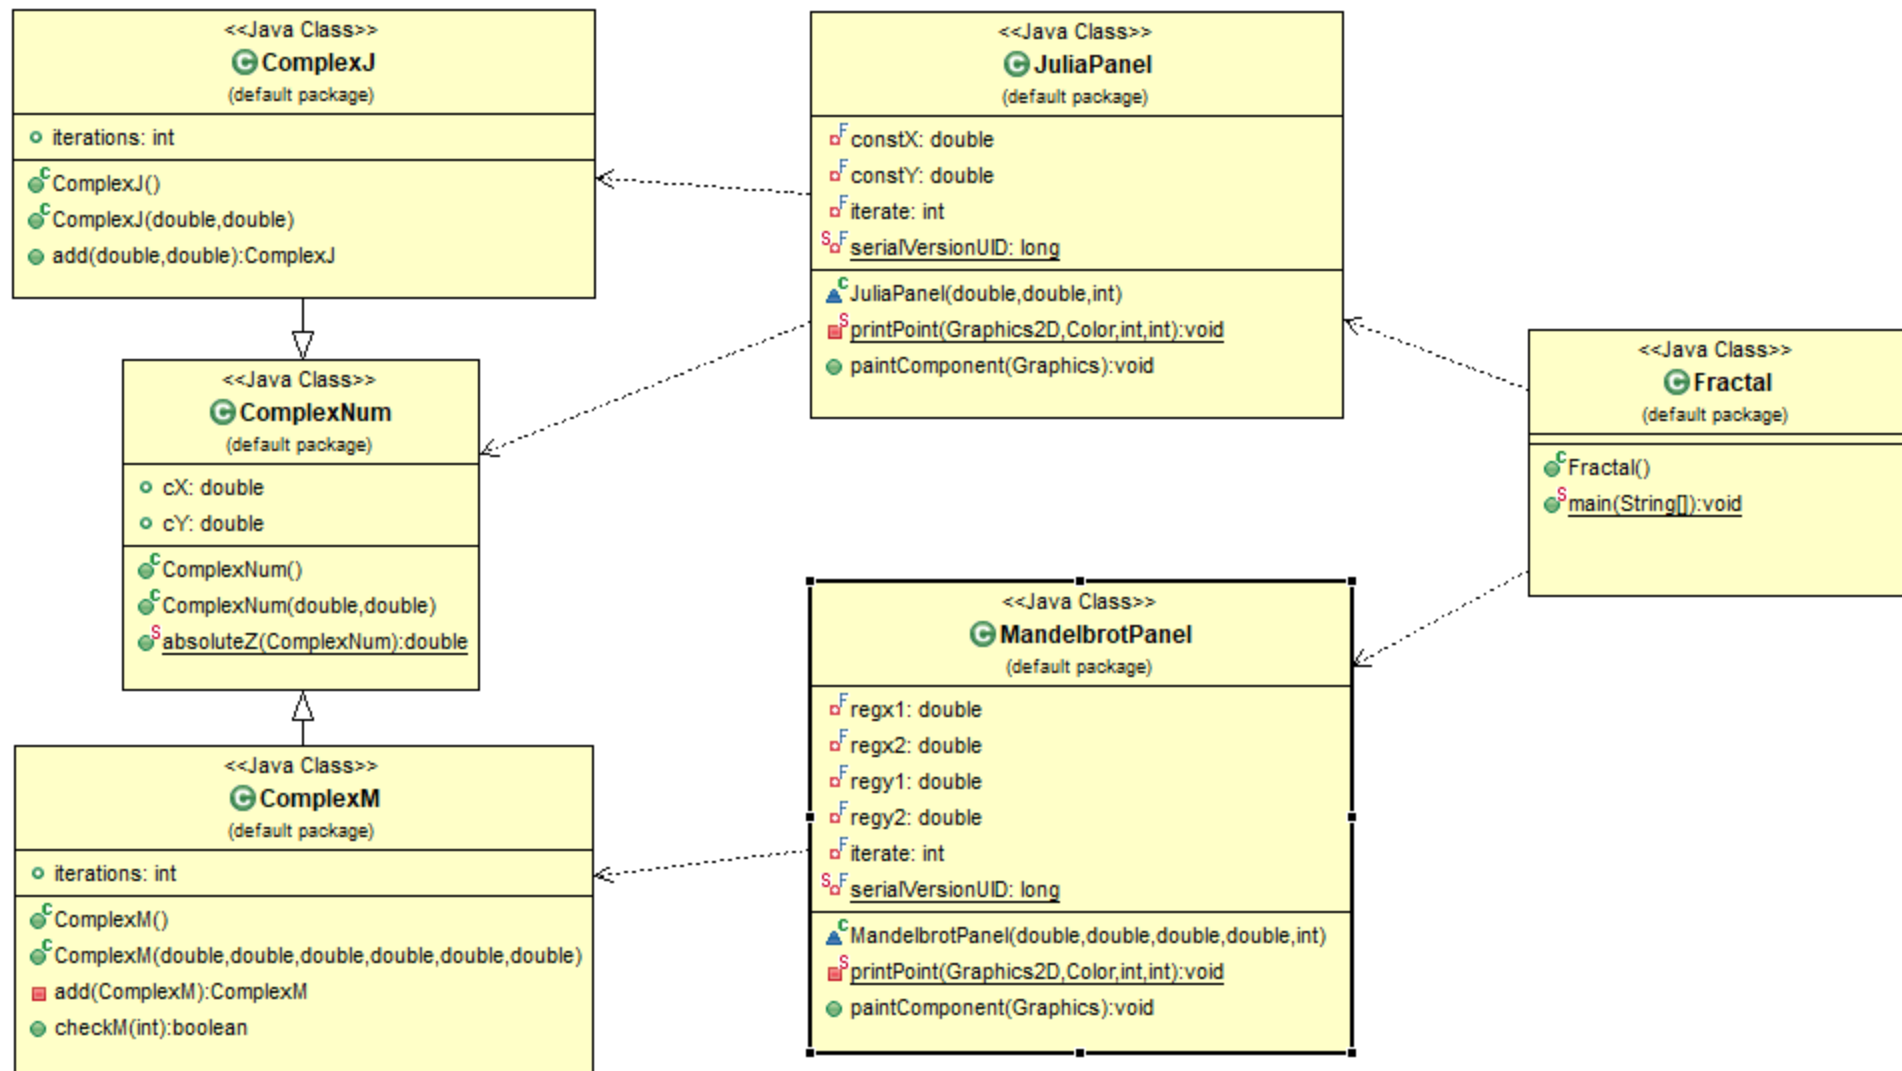 <<Java Class>>
ComplexJ
(default package)
iterations: int
ComplexJ()
ComplexJ(double,double)
add(double,double):ComplexJ
<<Java Class>>
JuliaPanel
(default package)
constX: double
constY: double
iterate: int
serialVersionUID: long
JuliaPanel(double,double,int)
printPoint(Graphics2D,Color,int,int):void
paintComponent(Graphics):void
<<Java Class>>
ComplexNum
(default package)
cX: double
cY: double
ComplexNum()
ComplexNum(double,double)
absoluteZ(ComplexNum):double
<<Java Class>>
Fractal
(default package)
Fractal()
main(String[]):void
<<Java Class>>
MandelbrotPanel
(default package)
regx1: double
regx2: double
regy1: double
regy2: double
iterate: int
serialVersionUID: long
MandelbrotPanel(double,double,double,double,int)
printPoint(Graphics2D,Color,int,int):void
paintComponent(Graphics):void
<<Java Class>>
ComplexM
(default package)
iterations: int
ComplexM()
ComplexM(double,double,double,double,double,double)
add(ComplexM):ComplexM
checkM(int):boolean